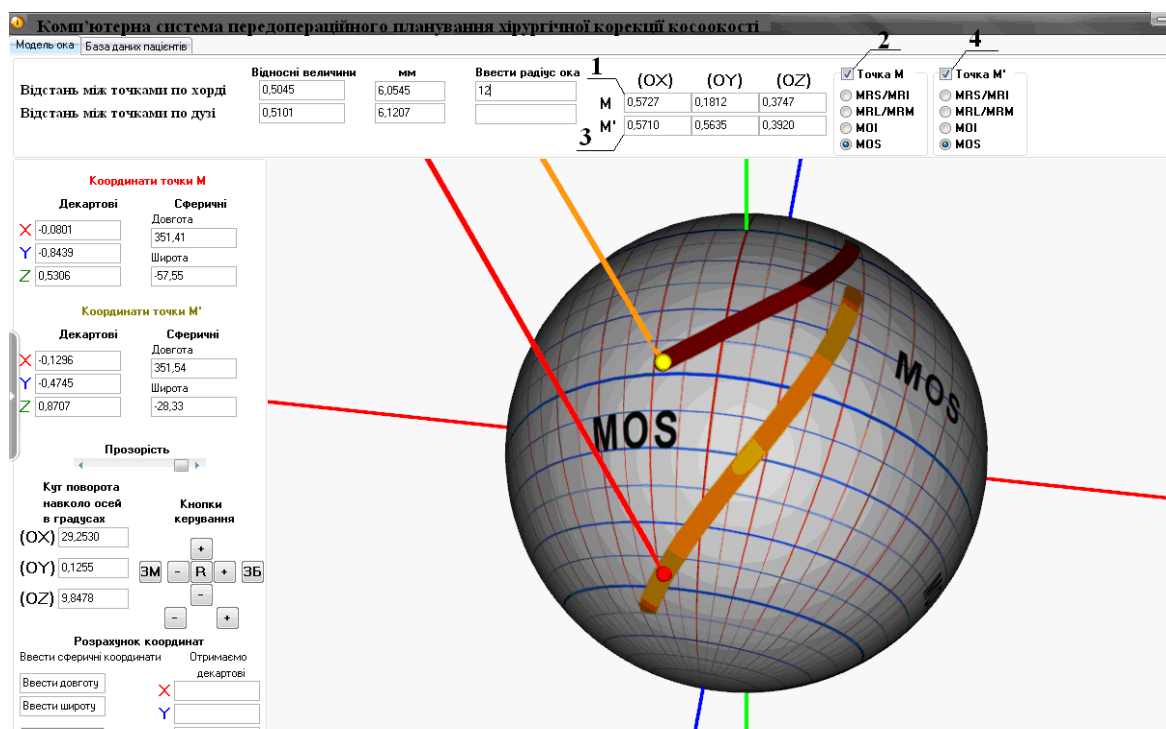 Комп’ютерна система передопераційного планування хірургічної корекції косоокості
Модель ока База даних пацієнтів
2 4
Відносні величини мм Ввести радіус ока 1 (OX) (OY) (OZ)
Відстань між точками по хорді 0,5045 6,0545 12
Відстань між точками по дузі 0,5101 6,1207
M 0,5727 0,1812 0,3747
M' 0,5710 0,5635 0,3920
3
Точка М
MRS/MRI
MRL/MRM
MOI
MOS
Точка М'
MRS/MRI
MRL/MRM
MOI
MOS
Координати точки М
Декартові Сферичні
Довгота
X -0,0801 351,41
Y -0,8439 Широта
Z 0,5306 -57,55
Координати точки М'
Декартові Сферичні
Довгота
X -0,1296 351,54
Y -0,4745 Широта
Z 0,8707 -28,33
Прозорість
Кут поворота
навколо осей
в градусах
Кнопки
керування
(OX) 29,2530
(OY) 0,1255
(OZ) 9,8478
+
ЗМ - R + ЗБ
-
- +
Розрахунок координат
Ввести сферичні координати Отримаємо
декартові
Ввести довготу X
Ввести широту Y
MOS
MOS